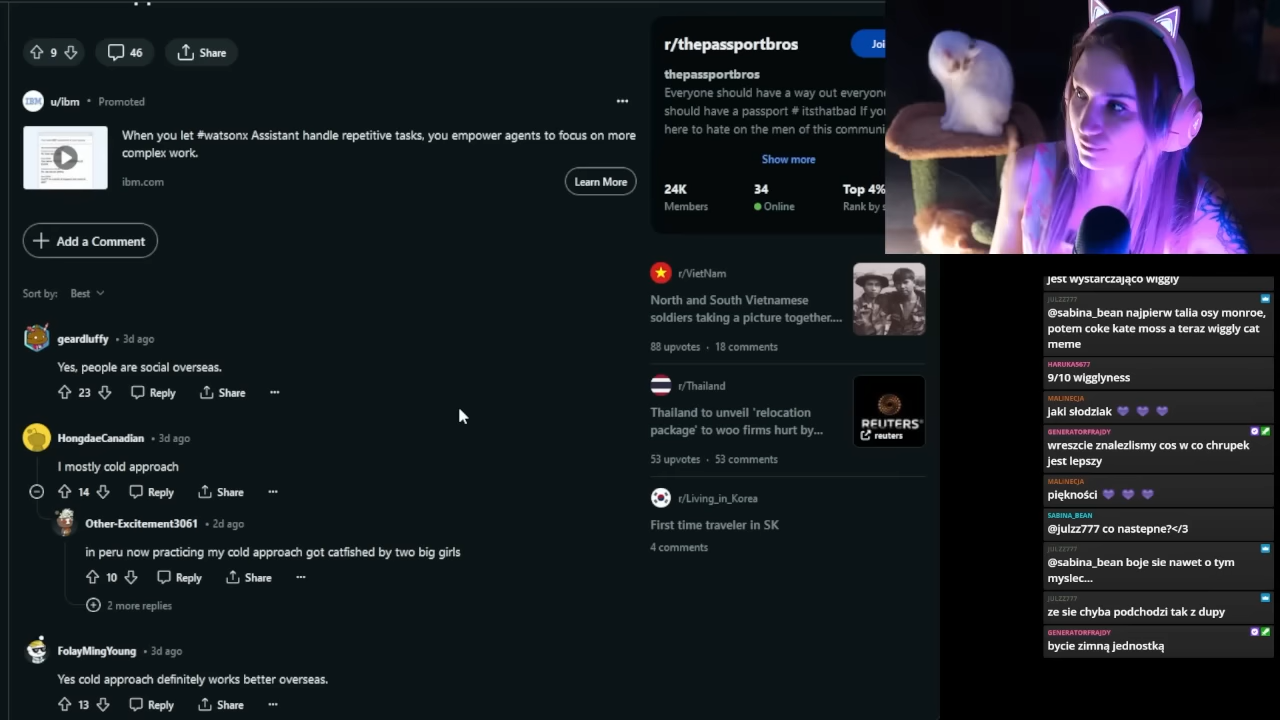 9
46
Share
IBM
u/ibm • Promoted
When you let #watsonx Assistant handle repetitive tasks, you empower agents to focus on more
complex work.
ibm.com
Learn More
Add a Comment
Sort by: Best
geardluffy • 3d ago
Yes, people are social overseas.
23
Reply
Share
HongdaeCanadian • 3d ago
I mostly cold approach
14
Reply
Share
Other-Excitement3061 • 2d ago
in peru now practicing my cold approach got catfished by two big girls
10
Reply
Share
2 more replies
FolayMingYoung • 3d ago
Yes cold approach definitely works better overseas.
13
Reply
Share
r/thepassportbros
Joi
thepassportbros
Everyone should have a way out everyone
should have a passport # itsthatbad If you
here to hate on the men of this communi
Show more
24K
34
Top 4%
Members
Online
Rank by s
r/VietNam
North and South Vietnamese
soldiers taking a picture together....
88 upvotes · 18 comments
r/Thailand
Thailand to unveil 'relocation
package' to woo firms hurt by...
REUTERS
reuters
53 upvotes · 53 comments
r/Living_in_Korea
First time traveler in SK
4 comments
jest wystarczająco wiggly
JULZZ777
@sabina_bean najpierw talia osy monroe,
potem coke kate moss a teraz wiggly cat
meme
HARUKA5677
9/10 wigglyness
MALINECJA
jaki słodziak
GENERATORFRAJDY
wreszcie znalezlismy cos w co chrupek
jest lepszy
MALINECJA
piękności
SABINA_BEAN
@julzz777 co nastepne?</3
JULZZ777
@sabina_bean boje sie nawet o tym
mysiec...
JULZZ777
ze sie chyba podchodzi tak z dupy
GENERATORFRAJDY
bycie zimną jednostką